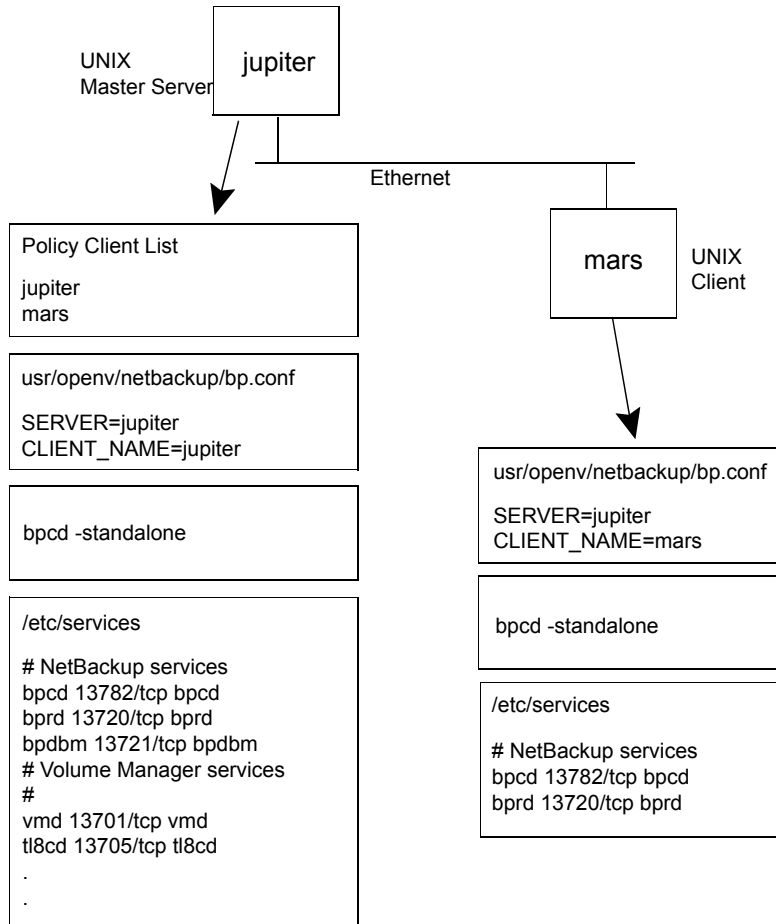 UNIX
Master Server
jupiter
Ethernet
Policy Client List
jupiter
mars
usr/openv/netbackup/bp.conf
SERVER=jupiter
CLIENT_NAME=jupiter
bpcd -standalone
/etc/services
# NetBackup services
bpcd 13782/tcp bpcd
bprd 13720/tcp bprd
bpdbm 13721/tcp bpdbm
# Volume Manager services
#
vmd 13701/tcp vmd
tl8cd 13705/tcp tl8cd
.
.
mars
UNIX
Client
usr/openv/netbackup/bp.conf
SERVER=jupiter
CLIENT_NAME=mars
bpcd -standalone
/etc/services
# NetBackup services
bpcd 13782/tcp bpcd
bprd 13720/tcp bprd